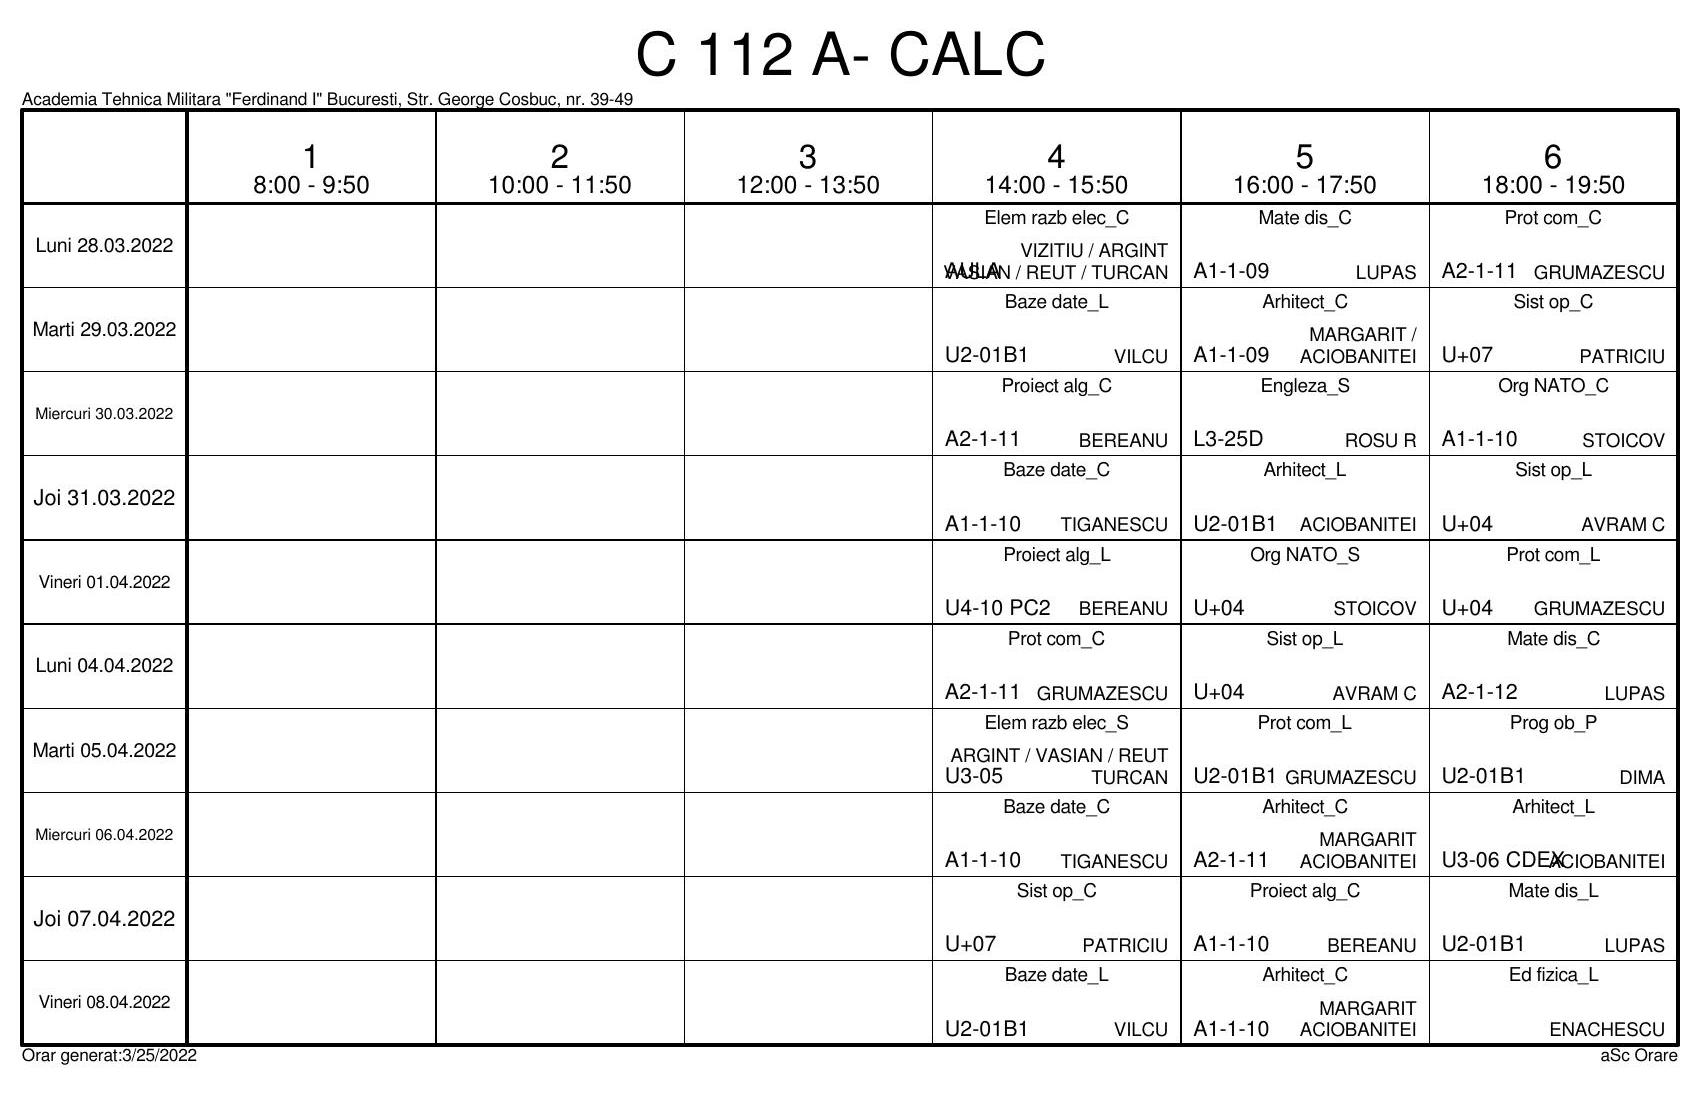 C 112 A- CALC
Academia Tehnica Militara "Ferdinand I" Bucuresti, Str. George Cosbuc, nr. 39-49
1 2 3 4 5 6
8:00 - 9:50 10:00 - 11:50 12:00 - 13:50 14:00 - 15:50 16:00 - 17:50 18:00 - 19:50
Elem razb elec_C Mate dis_C Prot com_C
Luni 28.03.2022 VIZITIU / ARGINT
AULA VASIAN / REUT / TURCAN A1-1-09 LUPAS A2-1-11 GRUMAZESCU
Baze date_L Arhitect_C Sist op_C
Marti 29.03.2022 MARGARIT /
U2-01B1 VILCU A1-1-09 ACIOBANITEI U+07 PATRICIU
Proiect alg_C Engleza_S Org NATO_C
Miercuri 30.03.2022
A2-1-11 BEREANU L3-25D ROSU R A1-1-10 STOICOV
Baze date_C Arhitect_L Sist op_L
Joi 31.03.2022
A1-1-10 TIGANESCU U2-01B1 ACIOBANITEI U+04 AVRAM C
Proiect alg_L Org NATO_S Prot com_L
Vineri 01.04.2022
U4-10 PC2 BEREANU U+04 STOICOV U+04 GRUMAZESCU
Prot com_C Sist op_L Mate dis_C
Luni 04.04.2022
A2-1-11 GRUMAZESCU U+04 AVRAM C A2-1-12 LUPAS
Elem razb elec_S Prot com_L Prog ob_P
Marti 05.04.2022 ARGINT / VASIAN / REUT
U3-05 TURCAN U2-01B1 GRUMAZESCU U2-01B1 DIMA
Baze date_C Arhitect_C Arhitect_L
Miercuri 06.04.2022 MARGARIT
A1-1-10 TIGANESCU A2-1-11 ACIOBANITEI U3-06 CDEX ACIOBANITEI
Sist op_C Proiect alg_C Mate dis_L
Joi 07.04.2022
U+07 PATRICIU A1-1-10 BEREANU U2-01B1 LUPAS
Baze date_L Arhitect_C Ed fizica_L
Vineri 08.04.2022 MARGARIT
U2-01B1 VILCU A1-1-10 ACIOBANITEI ENACHESCU
Orar generat:3/25/2022 aSc Orare